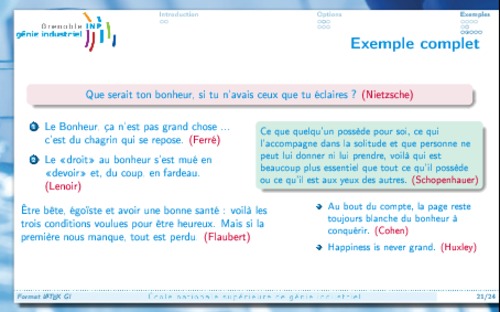 Introduction
Options
Exemples
Grenoble INP
génie industriel
Exemple complet
Que serait ton bonheur, si tu n'avais ceux que tu éclaires ? (Nietzsche)
1 Le Bonheur, ça n'est pas grand chose ...
c'est du chagrin qui se repose. (Ferré)
2 Le «droit» au bonheur s'est mué en
«devoir» et, du coup, en fardeau.
(Lenoir)
Être bête, égoïste et avoir une bonne santé : voilà les
trois conditions voulues pour être heureux. Mais si la
première nous manque, tout est perdu. (Flaubert)
Ce que quelqu'un possède pour soi, ce qui
l'accompagne dans la solitude et que personne ne
peut lui donner ni lui prendre, voilà qui est
beaucoup plus essentiel que tout ce qu'il possède
ou ce qu'il est aux yeux des autres. (Schopenhauer)
Au bout du compte, la page reste
toujours blanche du bonheur à
conquérir. (Cohen)
Happiness is never grand. (Huxley)
Format LATEX GI
École nationale supérieure de génie industriel
21/24